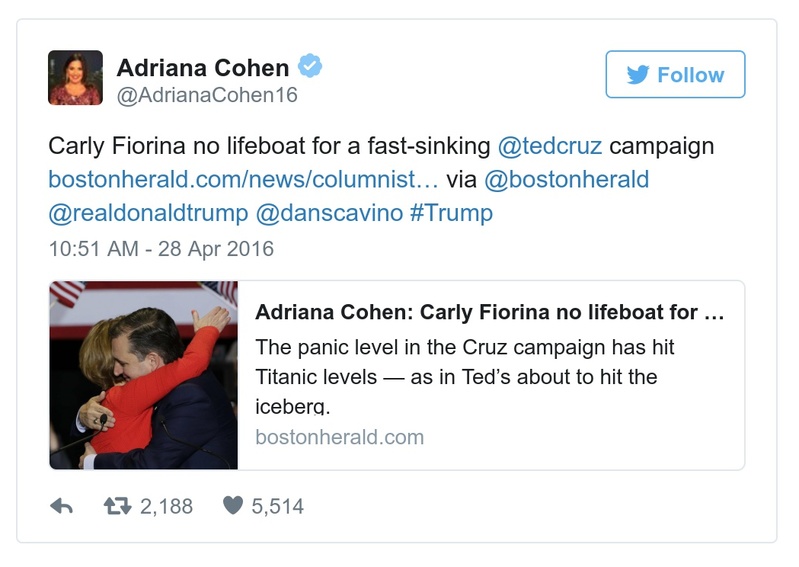 Adriana Cohen
@AdrianaCohen16
Follow
Carly Fiorina no lifeboat for a fast-sinking @tedcruz campaign
bostonherald.com/news/columnist… via @bostonherald
@realdonaldtrump @danscavino #Trump
10:51 AM - 28 Apr 2016
Adriana Cohen: Carly Fiorina no lifeboat for …
The panic level in the Cruz campaign has hit
Titanic levels — as in Ted’s about to hit the
iceberg.
bostonherald.com
2,188 5,514